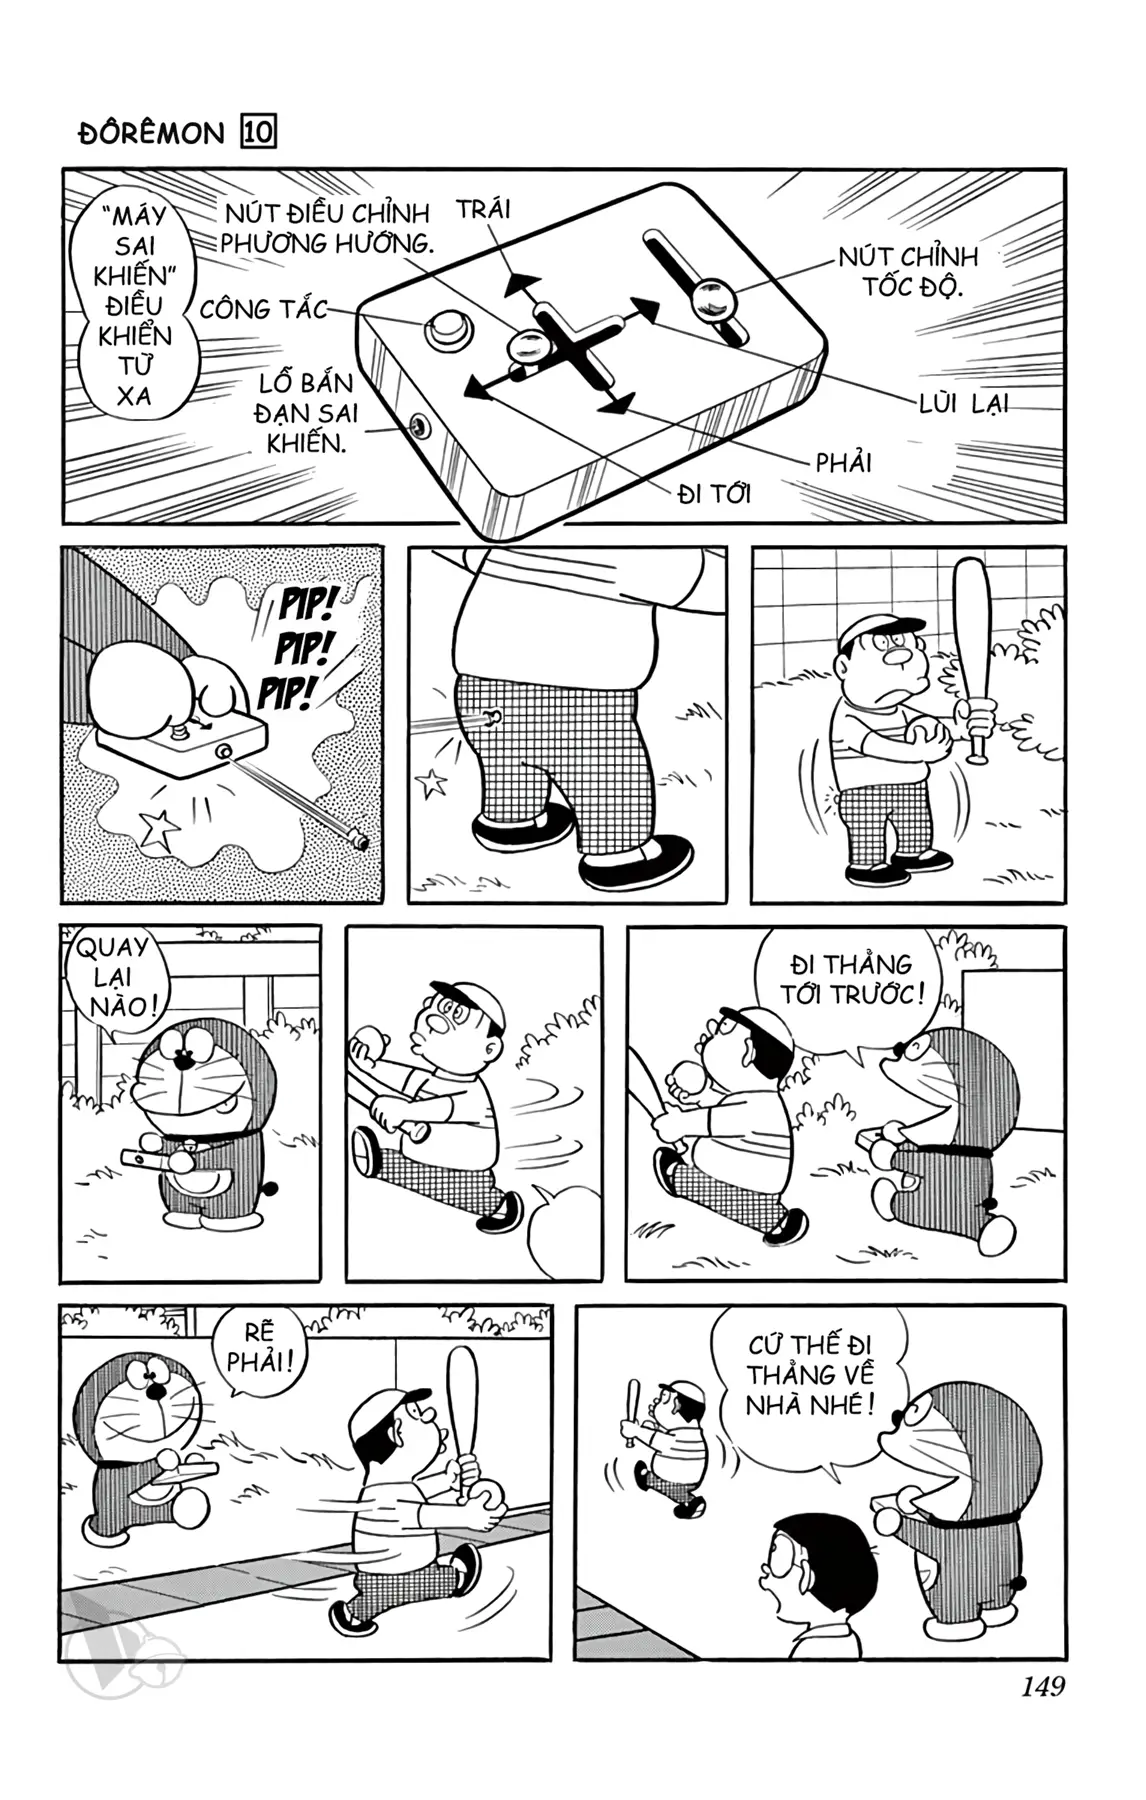 ĐÔRÊMON 10
"MÁY
SAI
KHIẾN"
ĐIỀU
KHIỂN
TỪ
XA
NÚT ĐIỀU CHỈNH
PHƯƠNG HƯỚNG.
TRÁI
NÚT CHỈNH
TỐC ĐỘ.
CÔNG TẮC
LỖ BẮN
ĐẠN SAI
KHIẾN.
LÙI LẠI
PHẢI
ĐI TỚI
PIP!
PIP!
PIP!
QUAY
LẠI
NÀO!
ĐI THẲNG
TỚI TRƯỚC!
RẼ
PHẢI!
CỨ THẾ ĐI
THẲNG VỀ
NHÀ NHÉ!
149